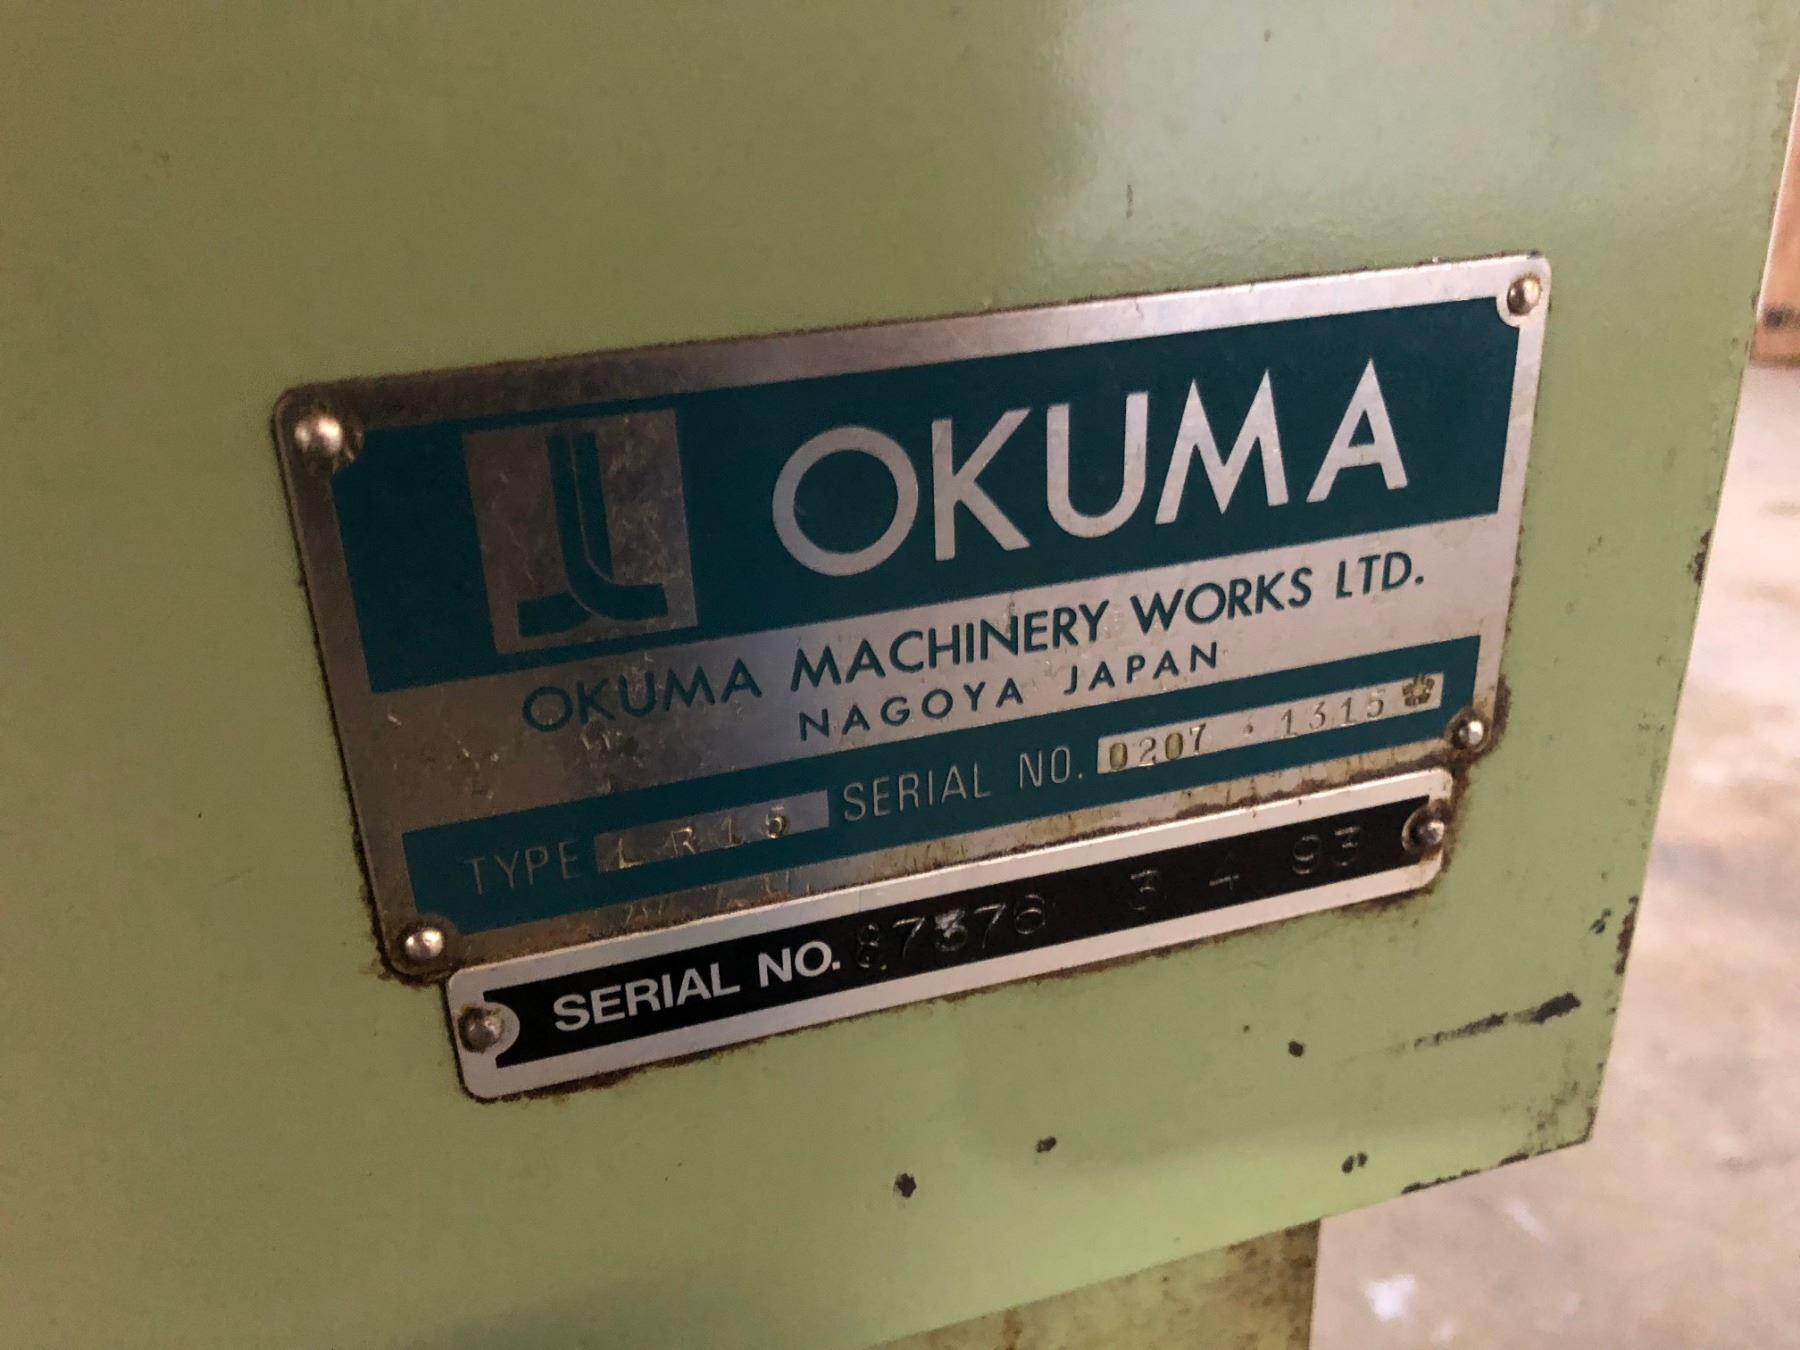 OKUMA
OKUMA MACHINERY WORKS LTD.
NAGOYA JAPAN
TYPE LR15 SERIAL NO. 0207 · 1315
SERIAL NO. 87376 3 4 93